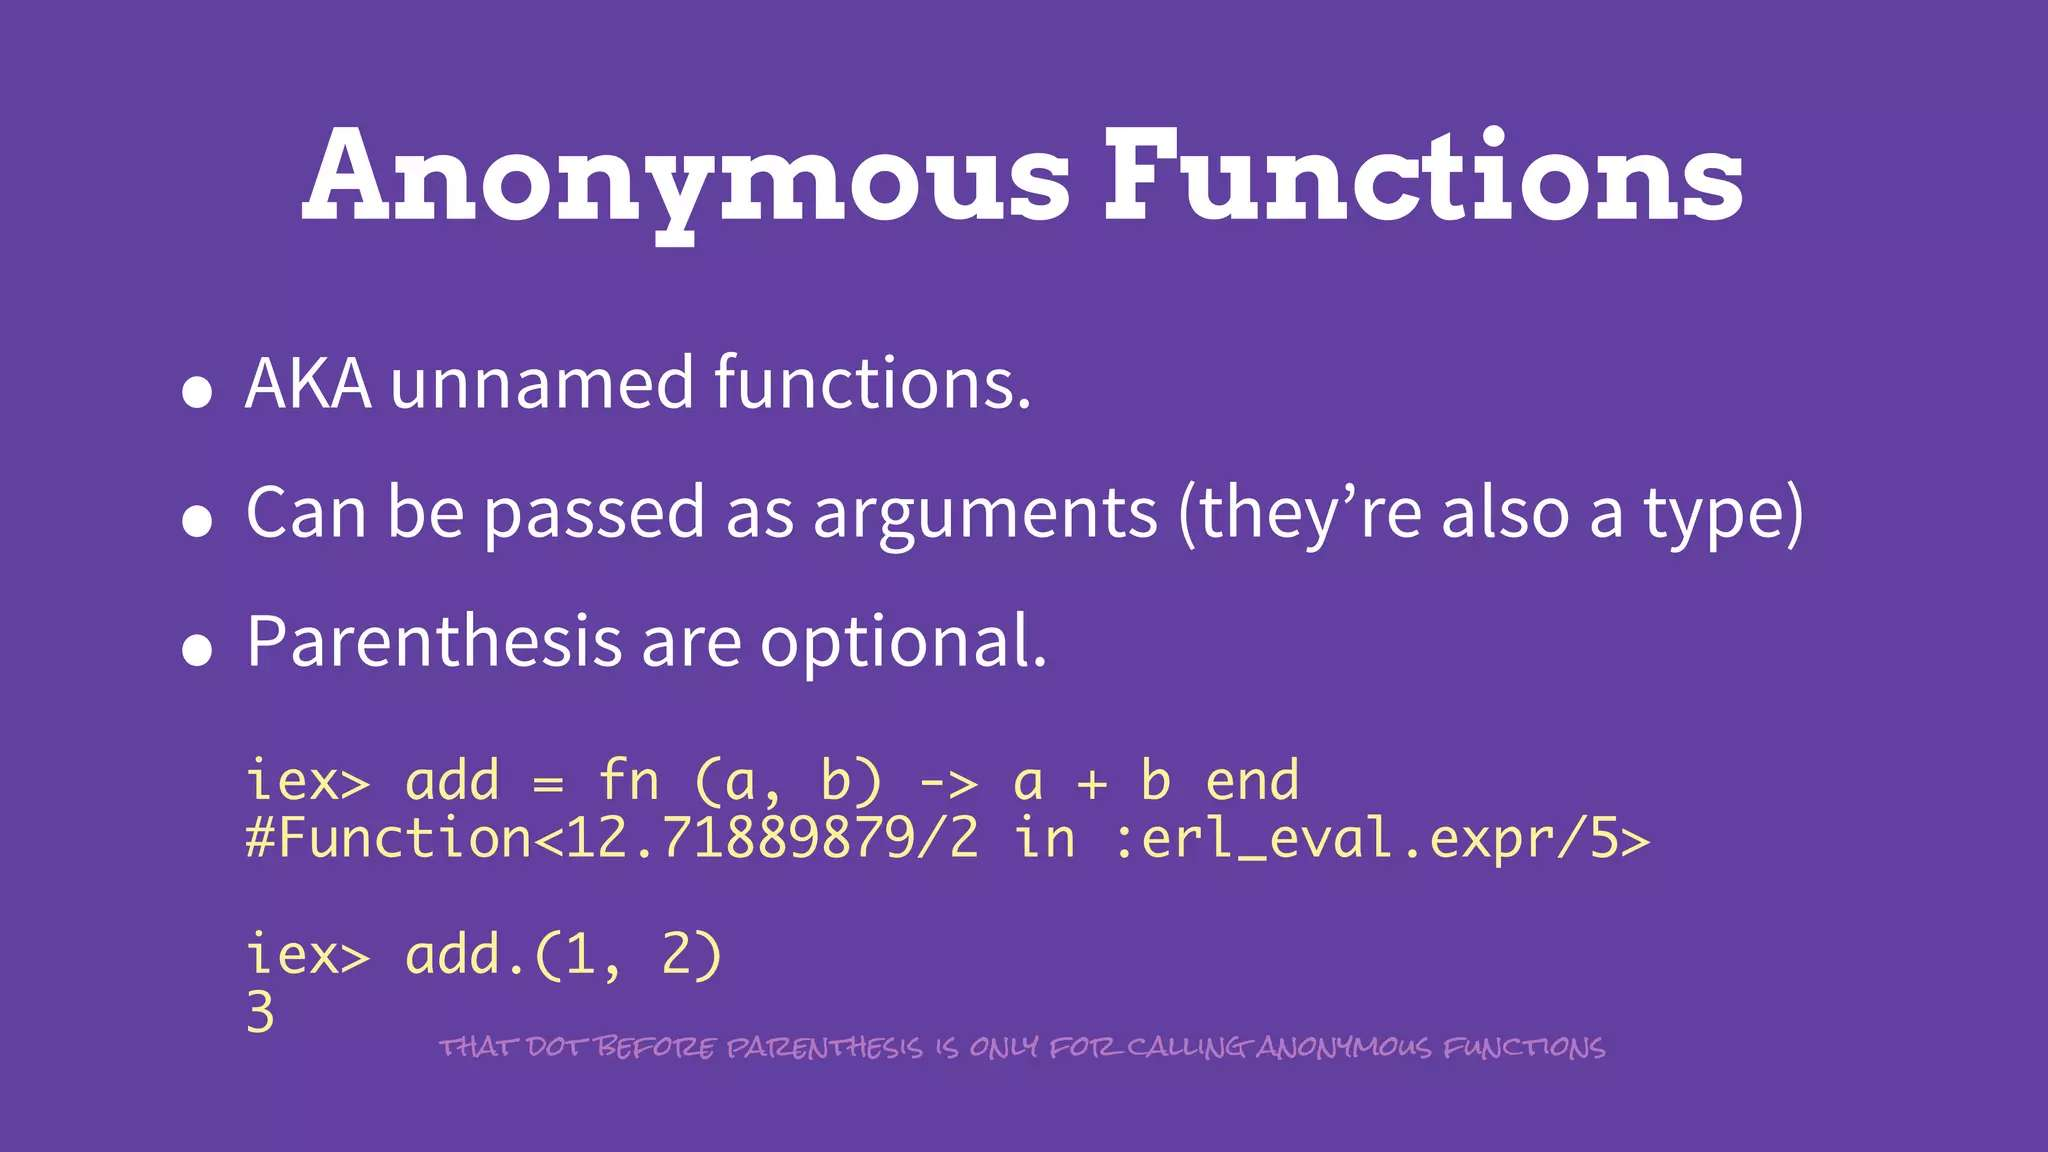 Anonymous Functions
• AKA unnamed functions.
• Can be passed as arguments (they’re also a type)
• Parenthesis are optional.
iex> add = fn (a, b) -> a + b end
#Function<12.71889879/2 in :erl_eval.expr/5>
iex> add.(1, 2)
3
THAT DOT BEFORE PARENTHESIS IS ONLY FOR CALLING ANONYMOUS FUNCTIONS